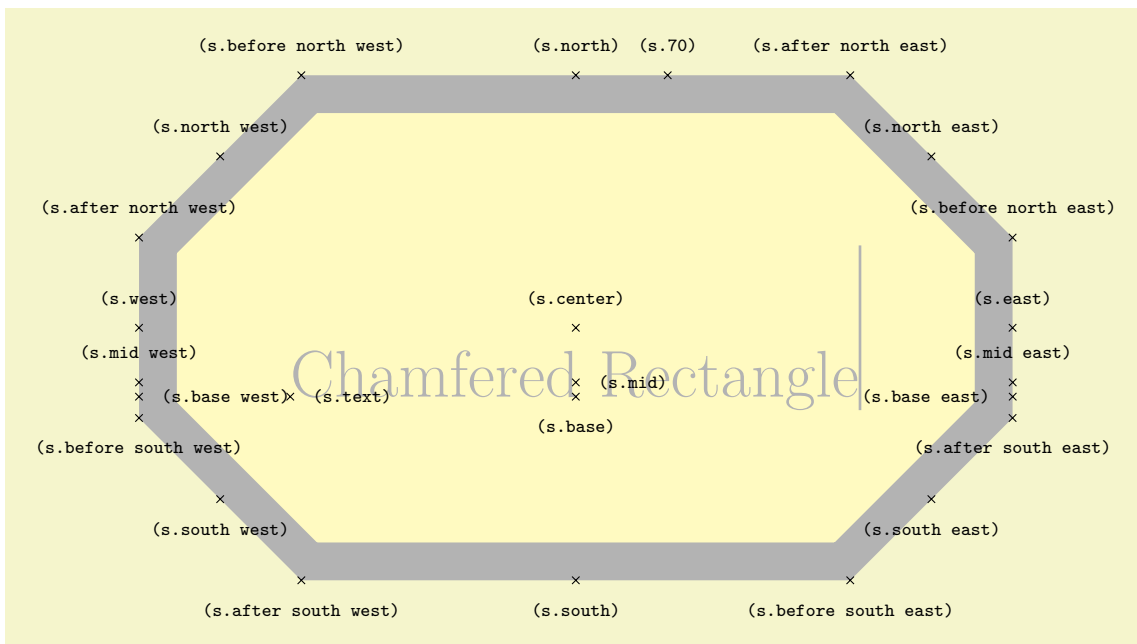 (s.before north west) (s.north) (s.70) (s.after north east)
(s.north west) (s.north east)
(s.after north west) (s.before north east)
(s.west) (s.center) (s.east)
(s.mid west) (s.mid east)
Chamfered Rectangle
(s.mid)
(s.base west) (s.text) (s.base east)
(s.base)
(s.before south west) (s.after south east)
(s.south west) (s.south east)
(s.after south west) (s.south) (s.before south east)